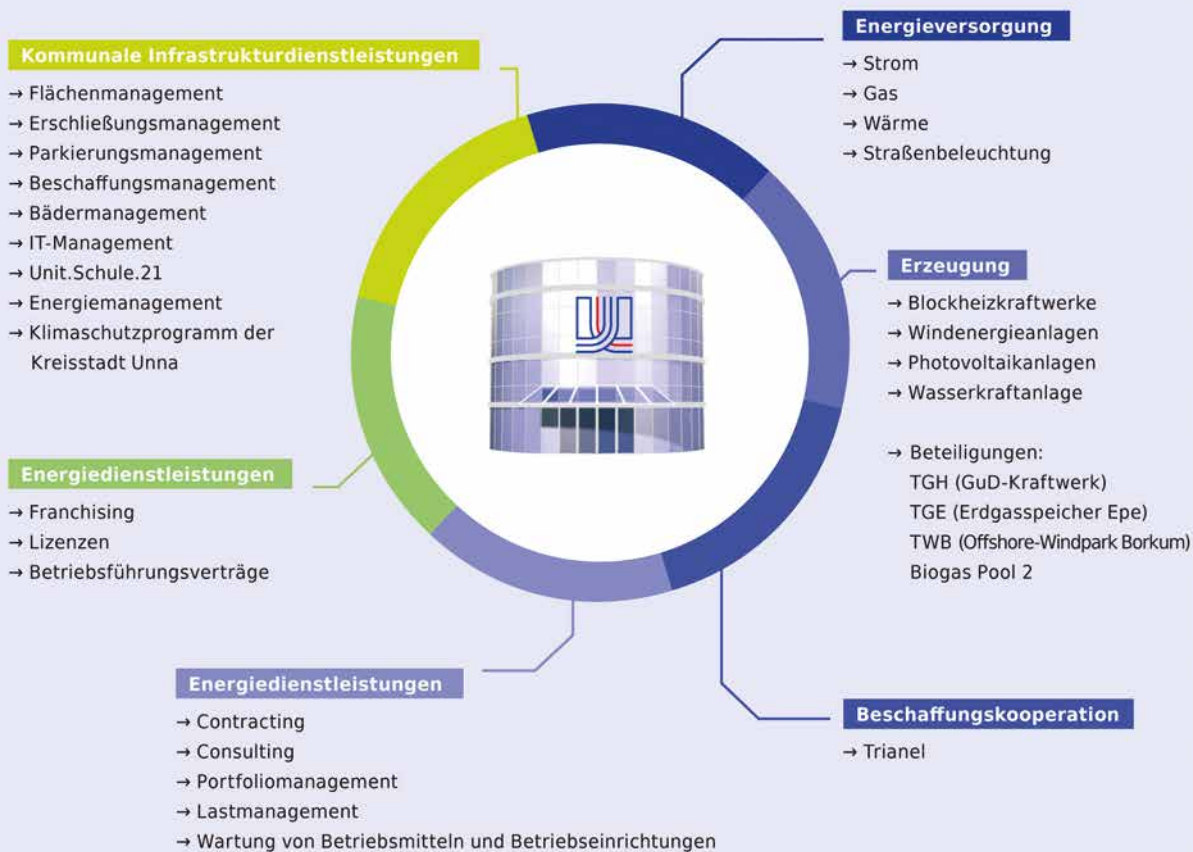 Kommunale Infrastrukturdienstleistungen
→ Flächenmanagement
→ Erschließungsmanagement
→ Parkierungsmanagement
→ Beschaffungsmanagement
→ Bädermanagement
→ IT-Management
→ Unit.Schule.21
→ Energiemanagement
→ Klimaschutzprogramm der
Kreisstadt Unna
Energieversorgung
→ Strom
→ Gas
→ Wärme
→ Straßenbeleuchtung
Erzeugung
→ Blockheizkraftwerke
→ Windenergieanlagen
→ Photovoltaikanlagen
→ Wasserkraftanlage
→ Beteiligungen:
TGH (GuD-Kraftwerk)
TGE (Erdgasspeicher Epe)
TWB (Offshore-Windpark Borkum)
Biogas Pool 2
Energiedienstleistungen
→ Franchising
→ Lizenzen
→ Betriebsführungsverträge
Energiedienstleistungen
→ Contracting
→ Consulting
→ Portfoliomanagement
→ Lastmanagement
→ Wartung von Betriebsmitteln und Betriebseinrichtungen
Beschaffungskooperation
→ Trianel